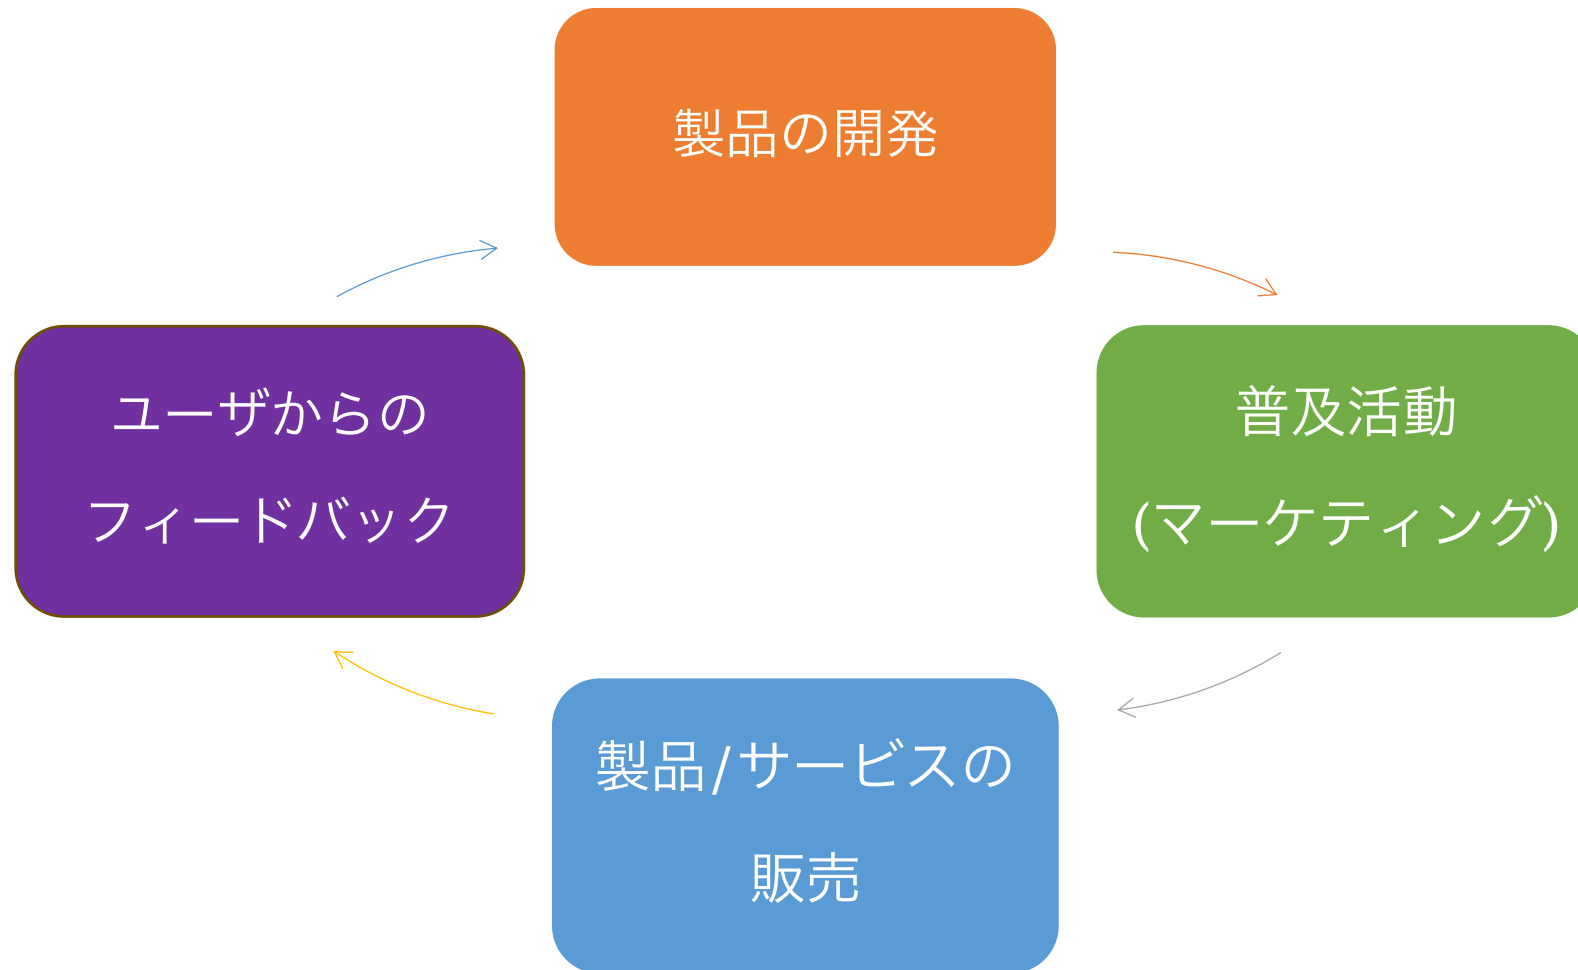 製品の開発
ユーザからの
フィードバック
普及活動
(マーケティング)
製品/サービスの
販売